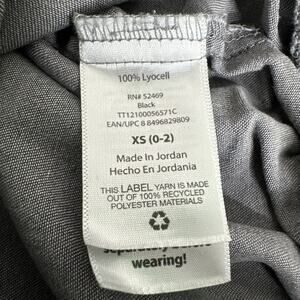 100% Lyocell
RN# 52469
Black
TT12100056571C
EAN/UPC 8 8496829809
XS (0-2)
Made In Jordan
Hecho En Jordania
THIS LABEL YARN IS MADE
OUT OF 100% RECYCLED
POLYESTER MATERIALS
wearing!